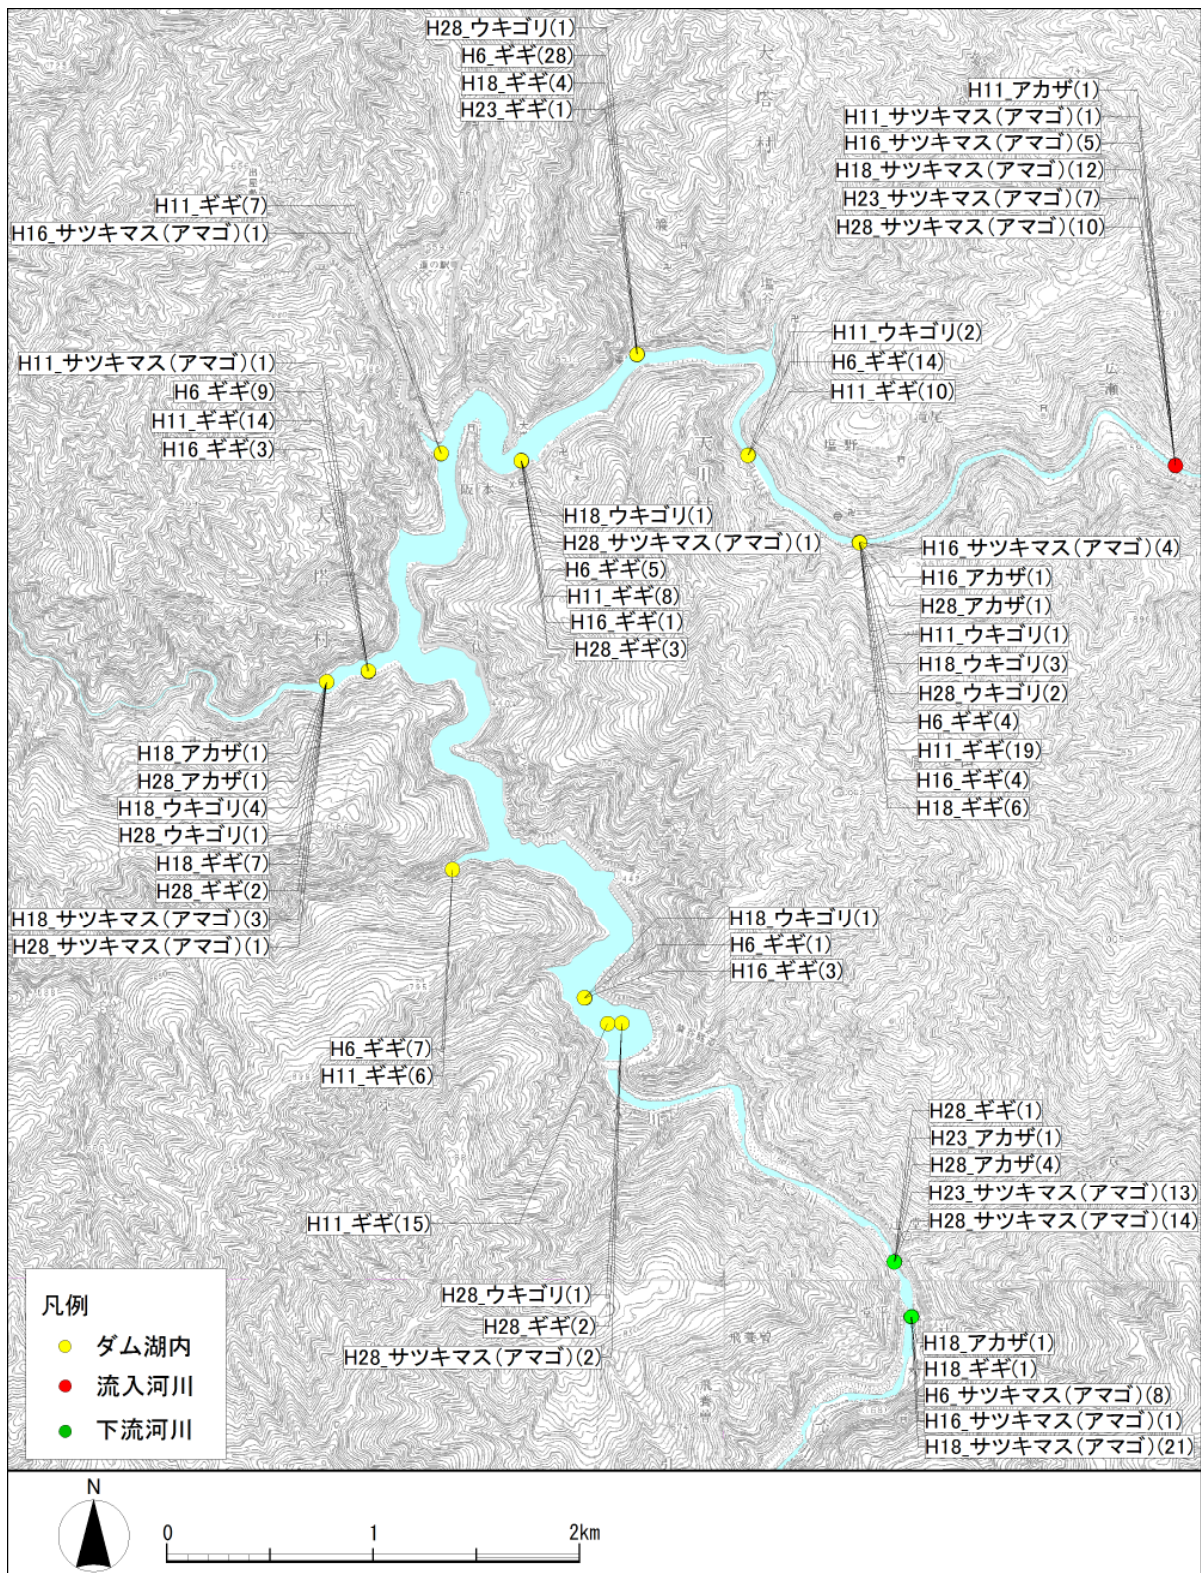 H28_ウキゴリ(1)
H6_ギギ(28)
H18_ギギ(4)
H23_ギギ(1)
大塔村
H11_アカザ(1)
H11_サツキマス(アマゴ)(1)
H16_サツキマス(アマゴ)(5)
H18_サツキマス(アマゴ)(12)
H23_サツキマス(アマゴ)(7)
H28_サツキマス(アマゴ)(10)
H11_ギギ(7)
H16_サツキマス(アマゴ)(1)
H11_ウキゴリ(2)
H6_ギギ(14)
H11_ギギ(10)
広瀬
塩野
H11_サツキマス(アマゴ)(1)
H6_ギギ(9)
H11_ギギ(14)
H16_ギギ(3)
阪本
H18_ウキゴリ(1)
H28_サツキマス(アマゴ)(1)
H6_ギギ(5)
H11_ギギ(8)
H16_ギギ(1)
H28_ギギ(3)
H16_サツキマス(アマゴ)(4)
H16_アカザ(1)
H28_アカザ(1)
H11_ウキゴリ(1)
H18_ウキゴリ(3)
H28_ウキゴリ(2)
H6_ギギ(4)
H11_ギギ(19)
H16_ギギ(4)
H18_ギギ(6)
H18_アカザ(1)
H28_アカザ(1)
H18_ウキゴリ(4)
H28_ウキゴリ(1)
H18_ギギ(7)
H28_ギギ(2)
H18_サツキマス(アマゴ)(3)
H28_サツキマス(アマゴ)(1)
H18_ウキゴリ(1)
H6_ギギ(1)
H16_ギギ(3)
H6_ギギ(7)
H11_ギギ(6)
H28_ギギ(1)
H23_アカザ(1)
H28_アカザ(4)
H23_サツキマス(アマゴ)(13)
H28_サツキマス(アマゴ)(14)
H11_ギギ(15)
H28_ウキゴリ(1)
H28_ギギ(2)
H28_サツキマス(アマゴ)(2)
H18_アカザ(1)
H18_ギギ(1)
H6_サツキマス(アマゴ)(8)
H16_サツキマス(アマゴ)(1)
H18_サツキマス(アマゴ)(21)
凡例
ダム湖内
流入河川
下流河川
N
0 1 2km